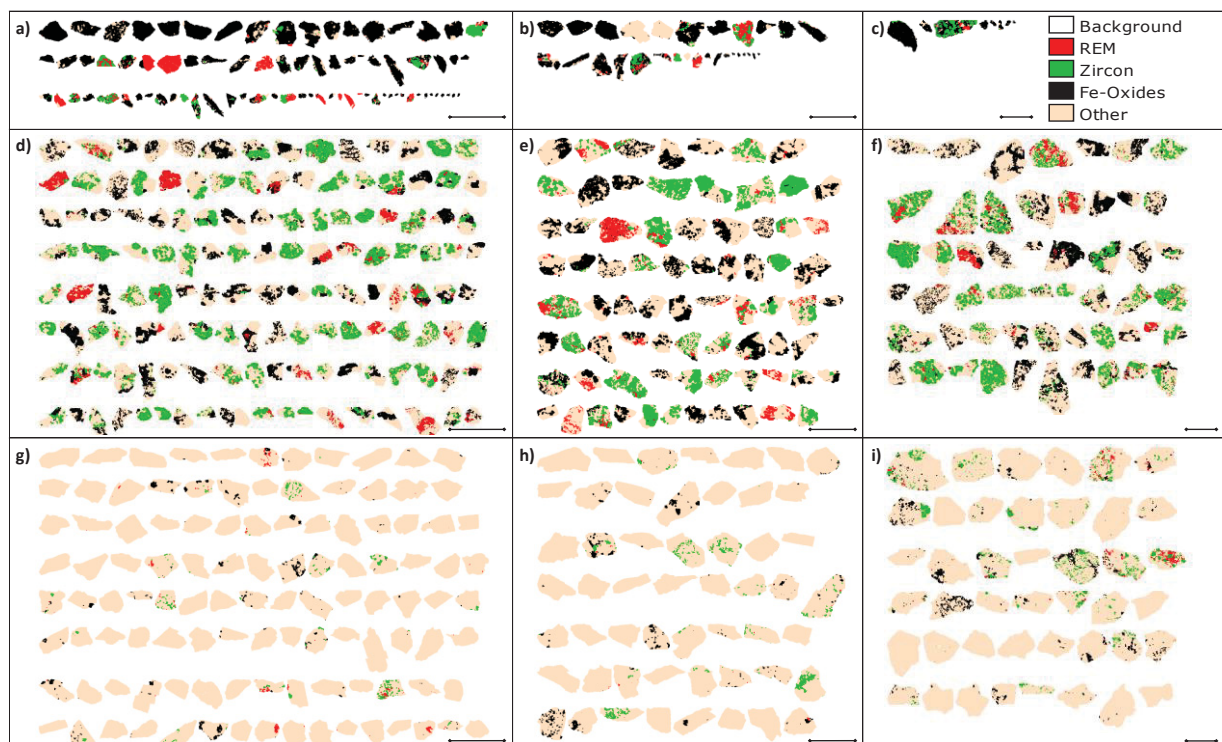 a)
b)
c)
Background
REM
Zircon
Fe-Oxides
Other
d)
e)
f)
g)
h)
i)